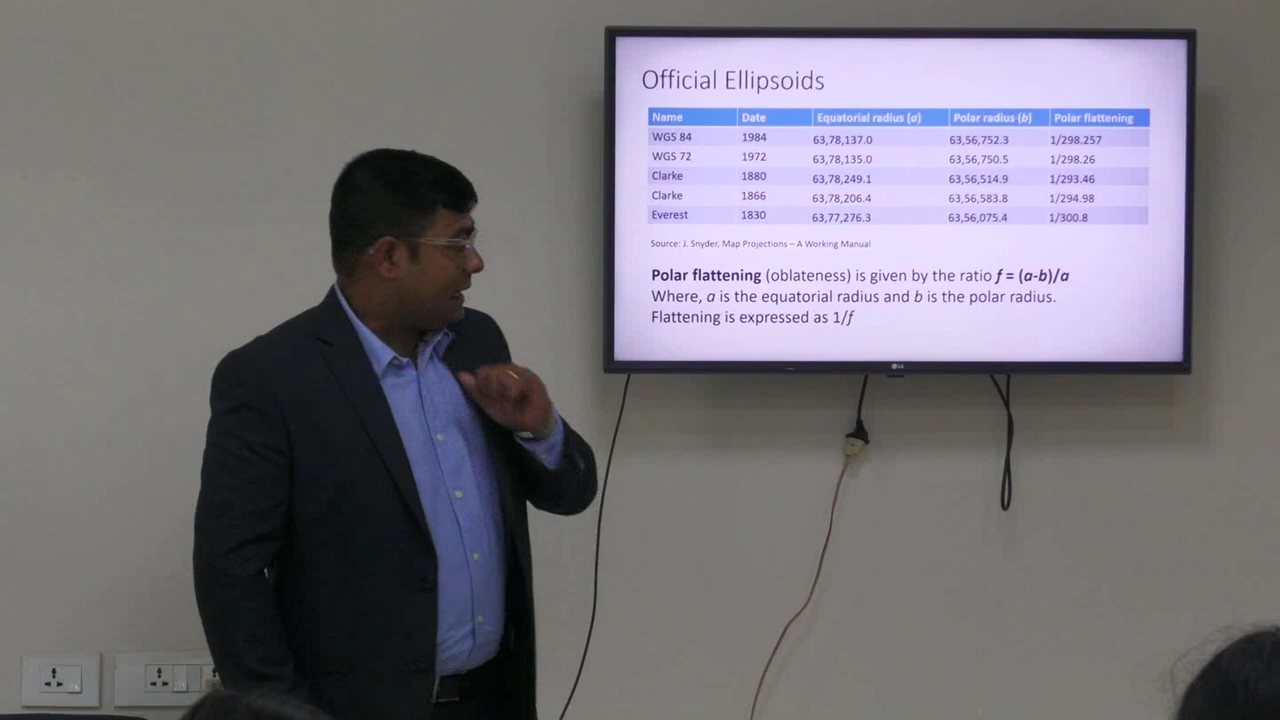 Official Ellipsoids
Name Date Equatorial radius (a) Polar radius (b) Polar flattening
WGS 84 1984 63,78,137.0 63,56,752.3 1/298.257
WGS 72 1972 63,78,135.0 63,56,750.5 1/298.26
Clarke 1880 63,78,249.1 63,56,514.9 1/293.46
Clarke 1866 63,78,206.4 63,56,583.8 1/294.98
Everest 1830 63,77,276.3 63,56,075.4 1/300.8
Source: J. Snyder, Map Projections – A Working Manual
Polar flattening (oblateness) is given by the ratio f = (a-b)/a
Where, a is the equatorial radius and b is the polar radius.
Flattening is expressed as 1/f
LG